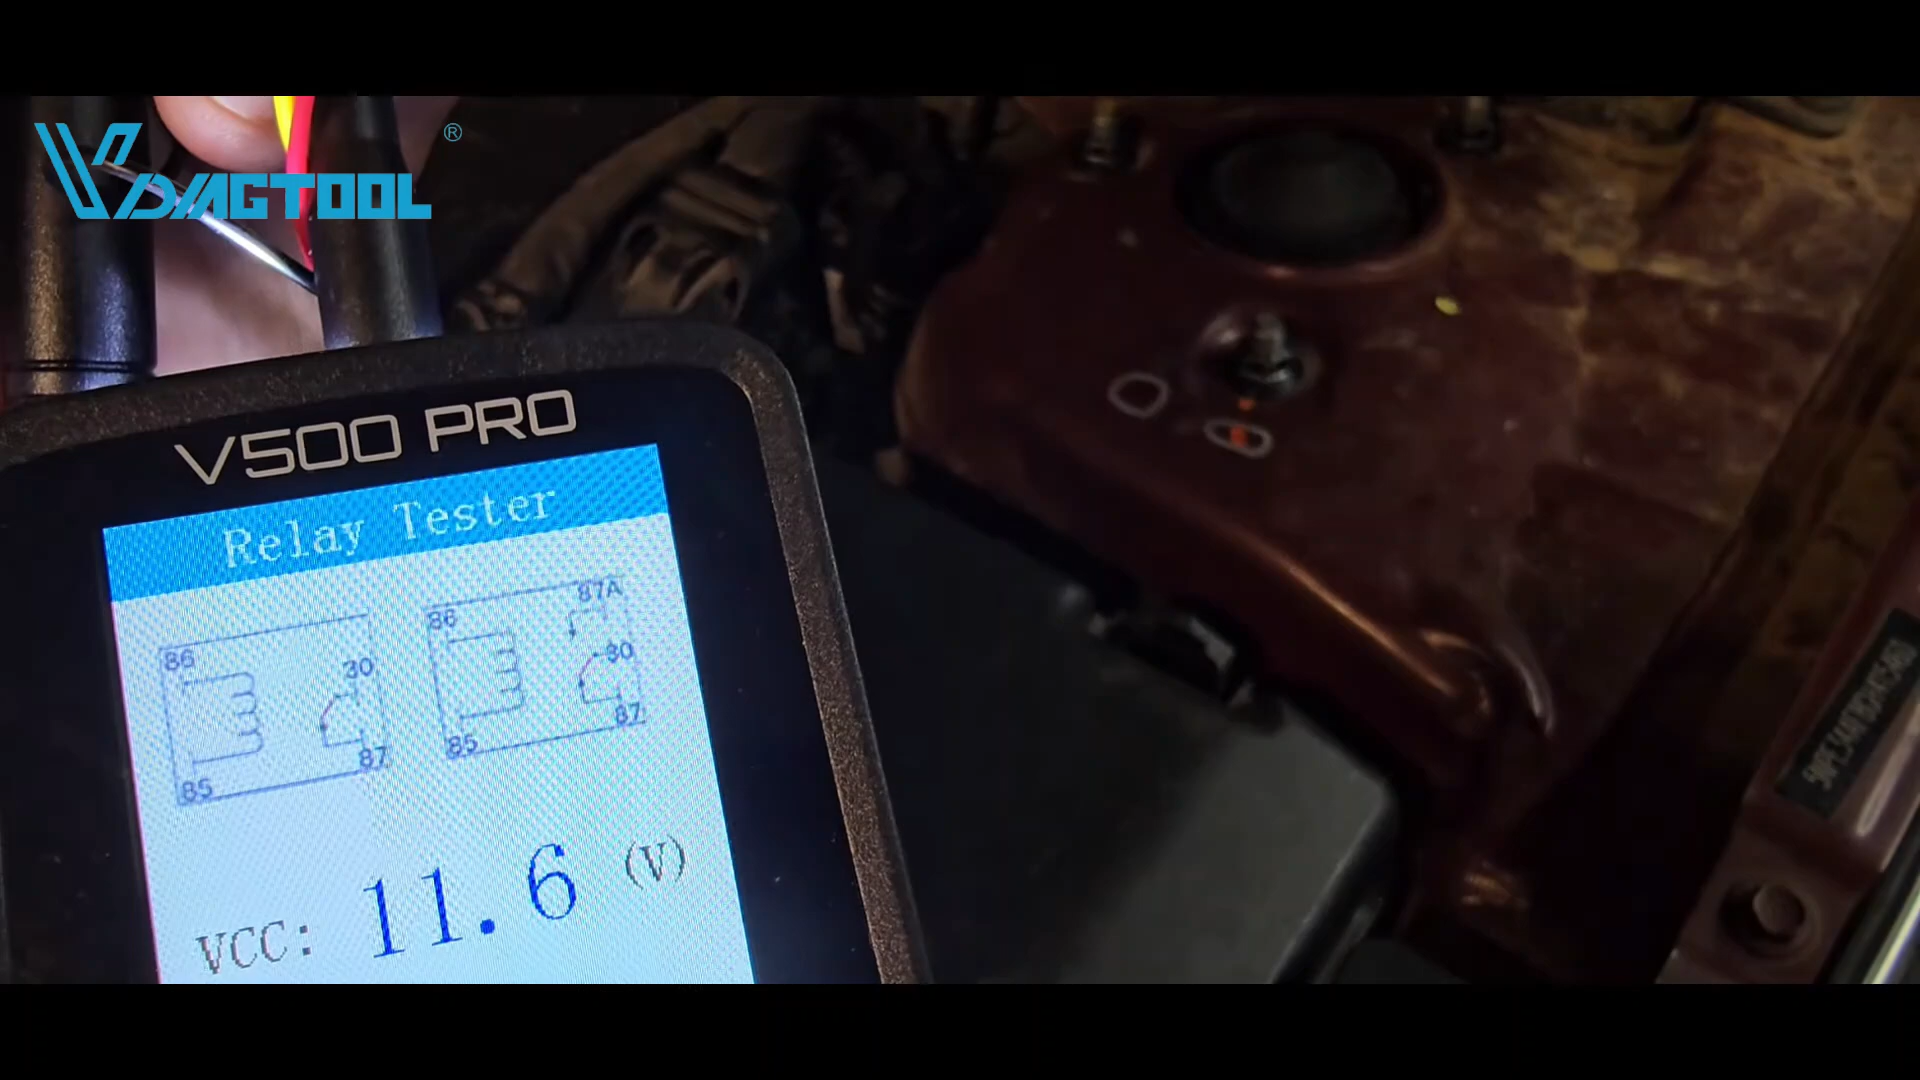 VDIAGTOOL®
V500 PRO
Relay Tester
86 30 85 87
86 87A 30 85 87
VCC: 11.6 (V)